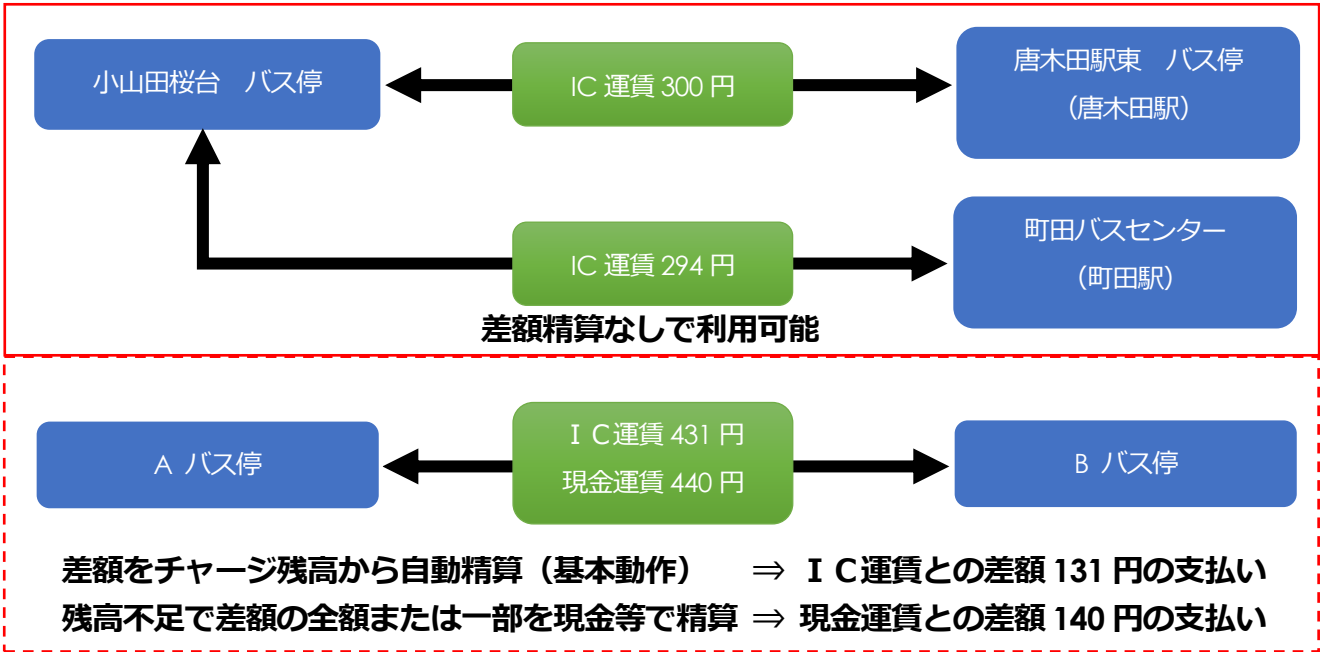 小山田桜台　バス停
IC 運賃 300 円
唐木田駅東　バス停
（唐木田駅）
IC 運賃 294 円
町田バスセンター
（町田駅）
差額精算なしで利用可能
A バス停
ＩＣ運賃 431 円
現金運賃 440 円
B バス停
差額をチャージ残高から自動精算（基本動作）　⇒ ＩＣ運賃との差額 131 円の支払い
残高不足で差額の全額または一部を現金等で精算 ⇒ 現金運賃との差額 140 円の支払い